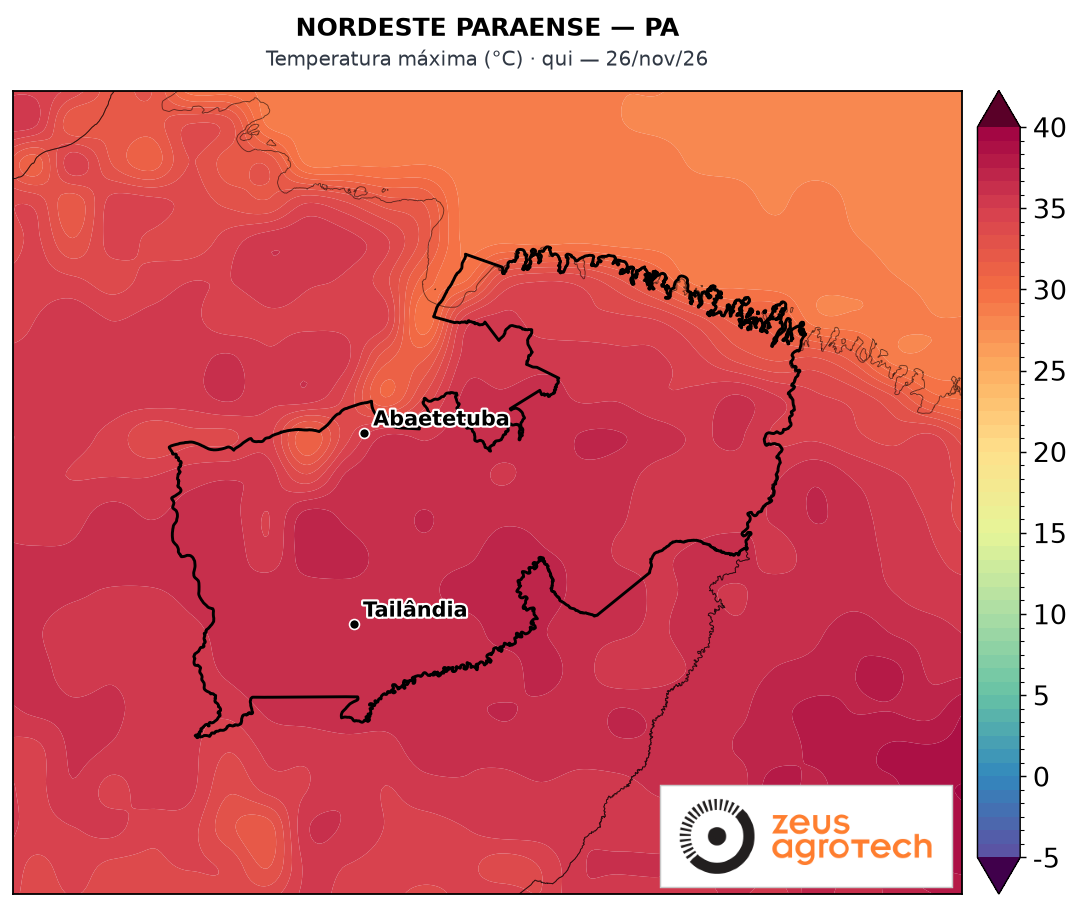 NORDESTE PARAENSE — PA
Temperatura máxima (°C) · qui — 26/nov/26
40
35
30
25
20
15
10
5
0
-5
Abaetetuba
Tailândia
zeus
agrotech